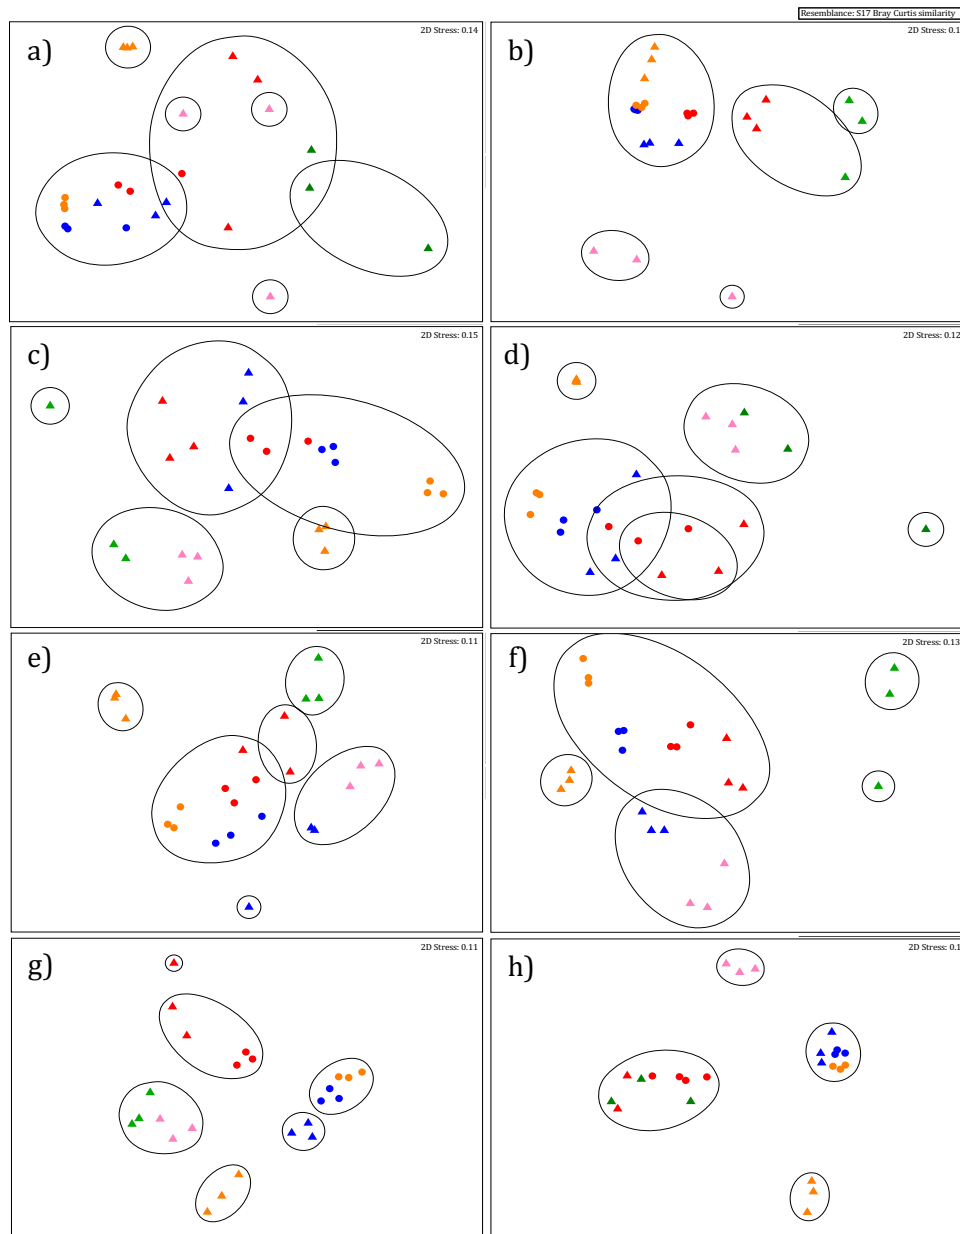 Resemblance: S17 Bray Curtis similarity
a)
2D Stress: 0.14
b)
2D Stress: 0.1
c)
2D Stress: 0.15
d)
2D Stress: 0.12
e)
2D Stress: 0.11
f)
2D Stress: 0.13
g)
2D Stress: 0.11
h)
2D Stress: 0.1